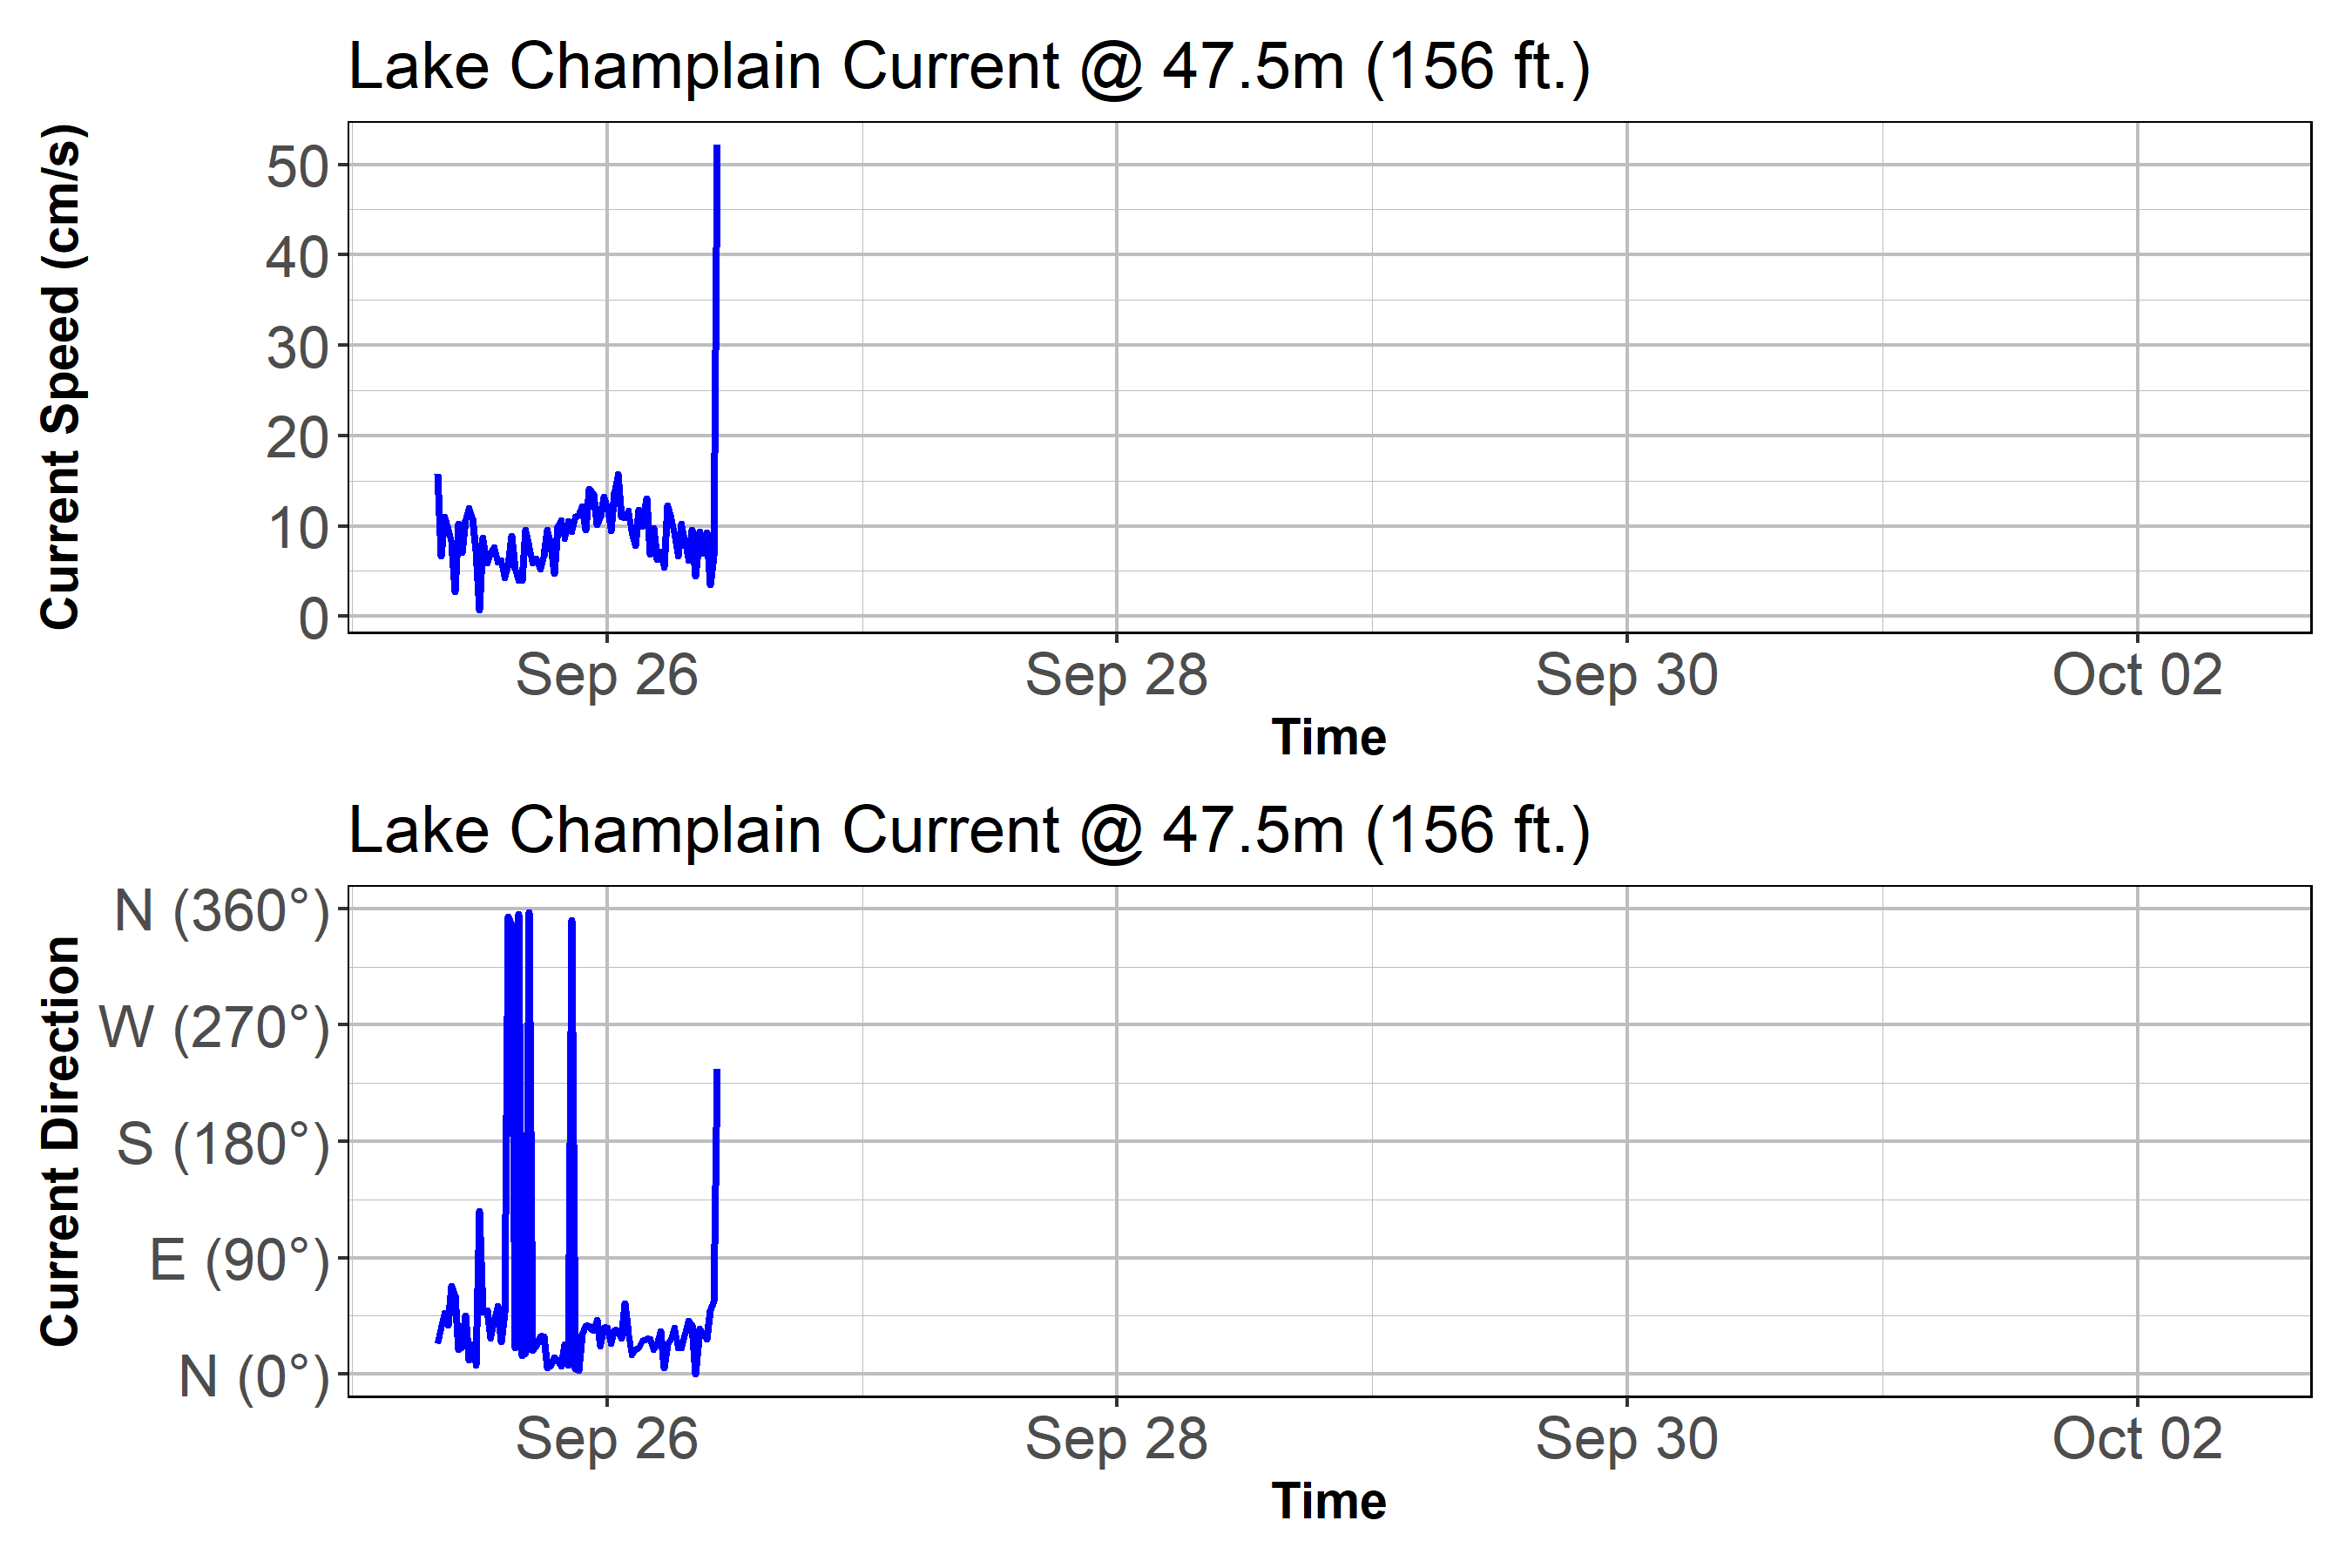 Lake Champlain Current @ 47.5m (156 ft.)
Current Speed (cm/s)
50
40
30
20
10
0
Sep 26 Sep 28 Sep 30 Oct 02
Time
Lake Champlain Current @ 47.5m (156 ft.)
Current Direction
N (360°)
W (270°)
S (180°)
E (90°)
N (0°)
Sep 26 Sep 28 Sep 30 Oct 02
Time